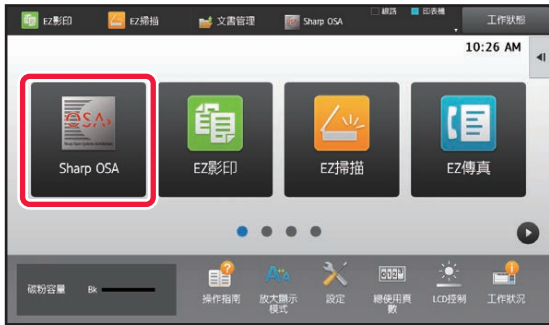 EZ影印 EZ掃描 文書管理 Sharp OSA 線路 印表機 工作狀態
10:26 AM
OSA
Sharp OSA EZ影印 EZ掃描 EZ傳真
碳粉容量 Bk 操作指南 放大顯示模式 設定 總使用頁數 LCD控制 工作狀況